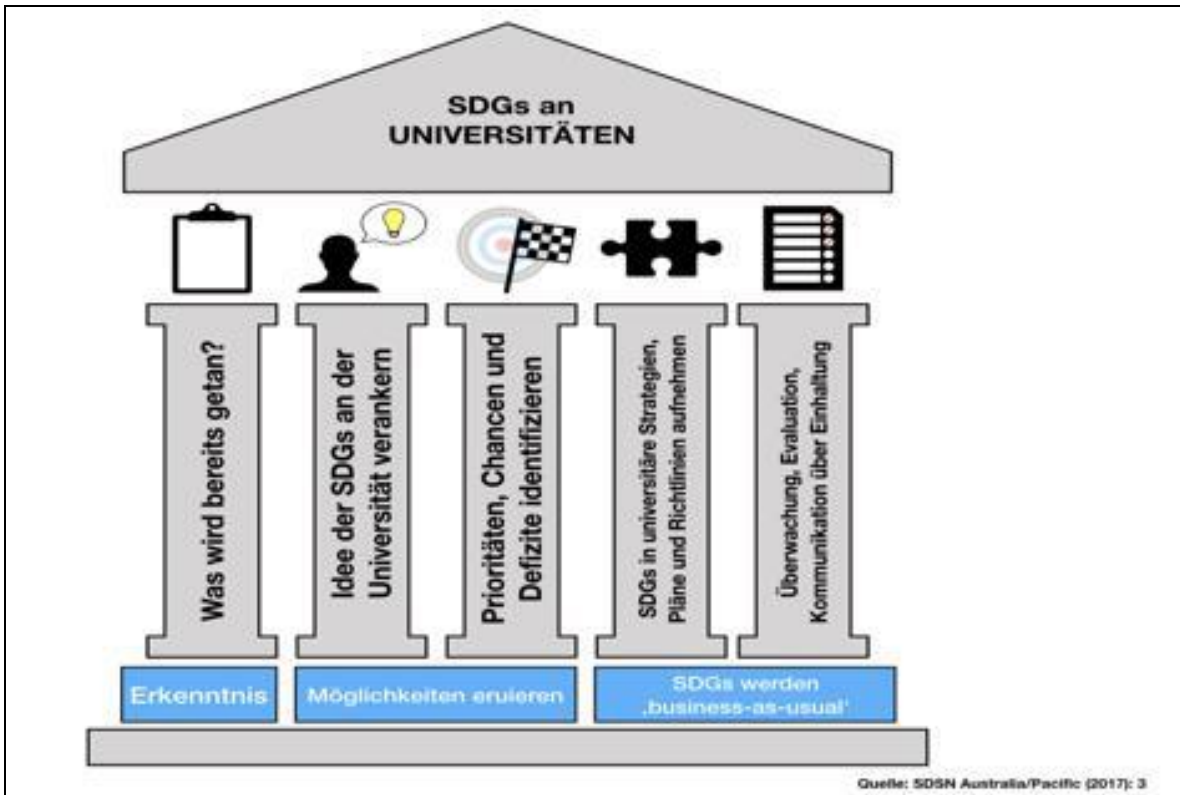 SDGs an
UNIVERSITÄTEN
Was wird bereits getan?
Idee der SDGs an der
Universität verankern
Prioritäten, Chancen und
Defizite identifizieren
SDGs in universitäre Strategien,
Pläne und Richtlinien aufnehmen
Überwachung, Evaluation,
Kommunikation über Einhaltung
Erkenntnis
Möglichkeiten eruieren
SDGs werden
‚business-as-usual‘
Quelle: SDSN Australia/Pacific (2017): 3